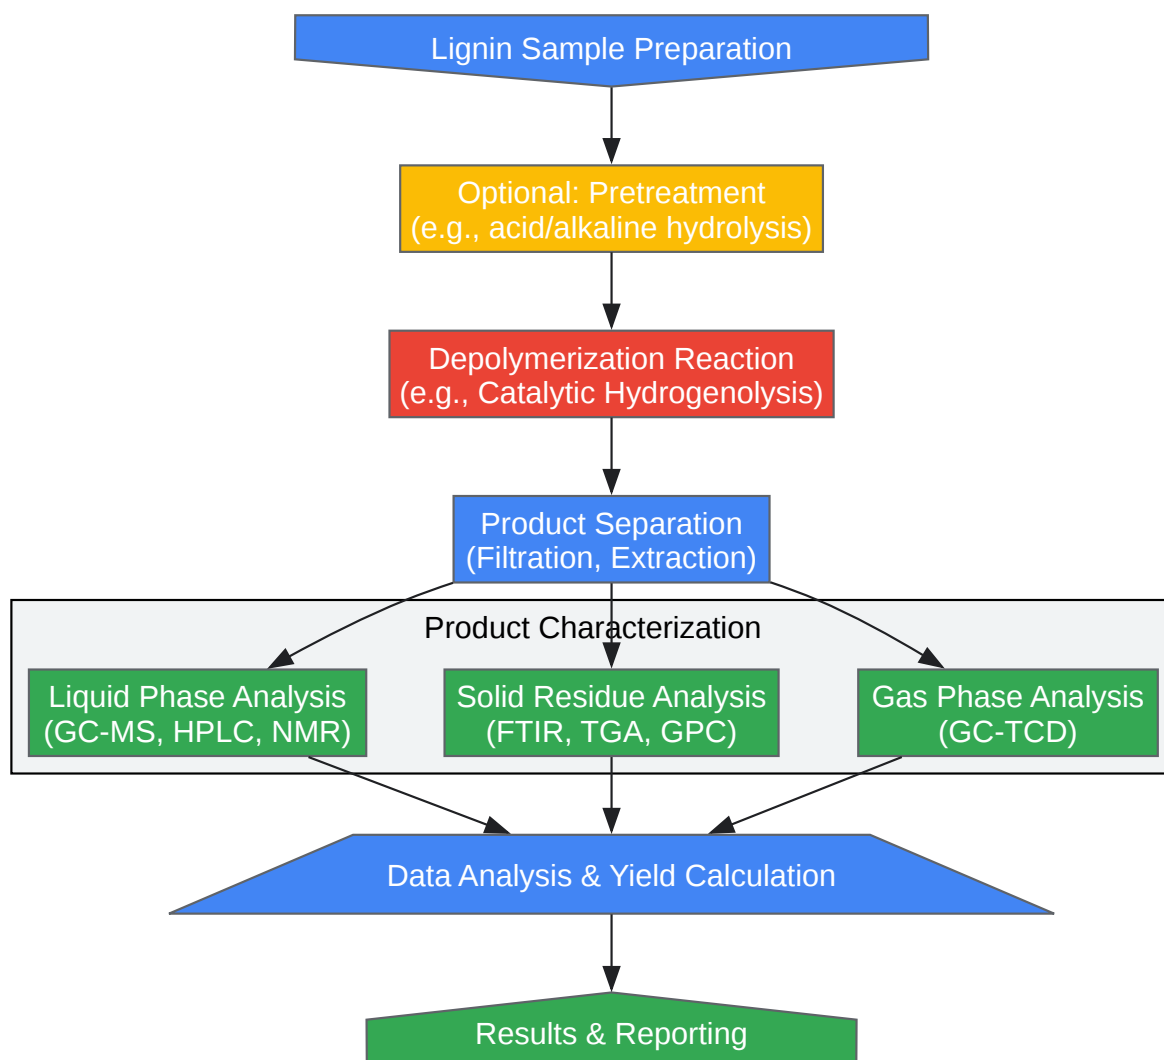 Lignin Sample Preparation
Optional: Pretreatment
(e.g., acid/alkaline hydrolysis)
Depolymerization Reaction
(e.g., Catalytic Hydrogenolysis)
Product Separation
(Filtration, Extraction)
Product Characterization
Liquid Phase Analysis
(GC-MS, HPLC, NMR)
Solid Residue Analysis
(FTIR, TGA, GPC)
Gas Phase Analysis
(GC-TCD)
Data Analysis & Yield Calculation
Results & Reporting